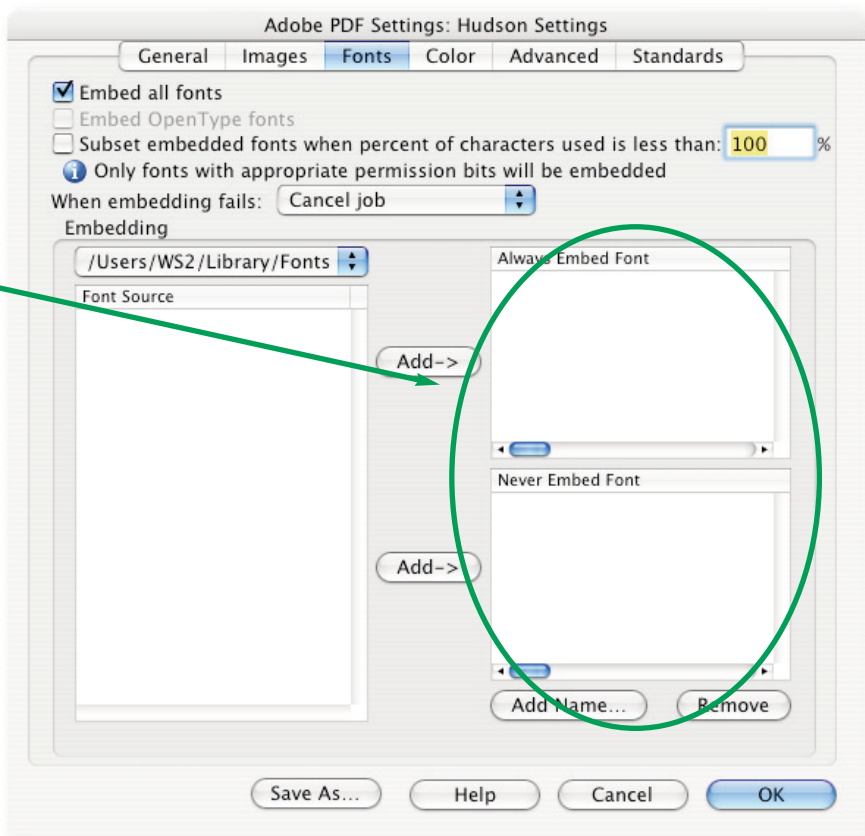 Adobe PDF Settings: Hudson Settings
General Images Fonts Color Advanced Standards
Embed all fonts
Embed OpenType fonts
Subset embedded fonts when percent of characters used is less than: 100 %
Only fonts with appropriate permission bits will be embedded
When embedding fails: Cancel job
Embedding
/Users/WS2/Library/Fonts
Font Source
Always Embed Font
Add->
Never Embed Font
Add->
Add Name... Remove
Save As... Help Cancel OK